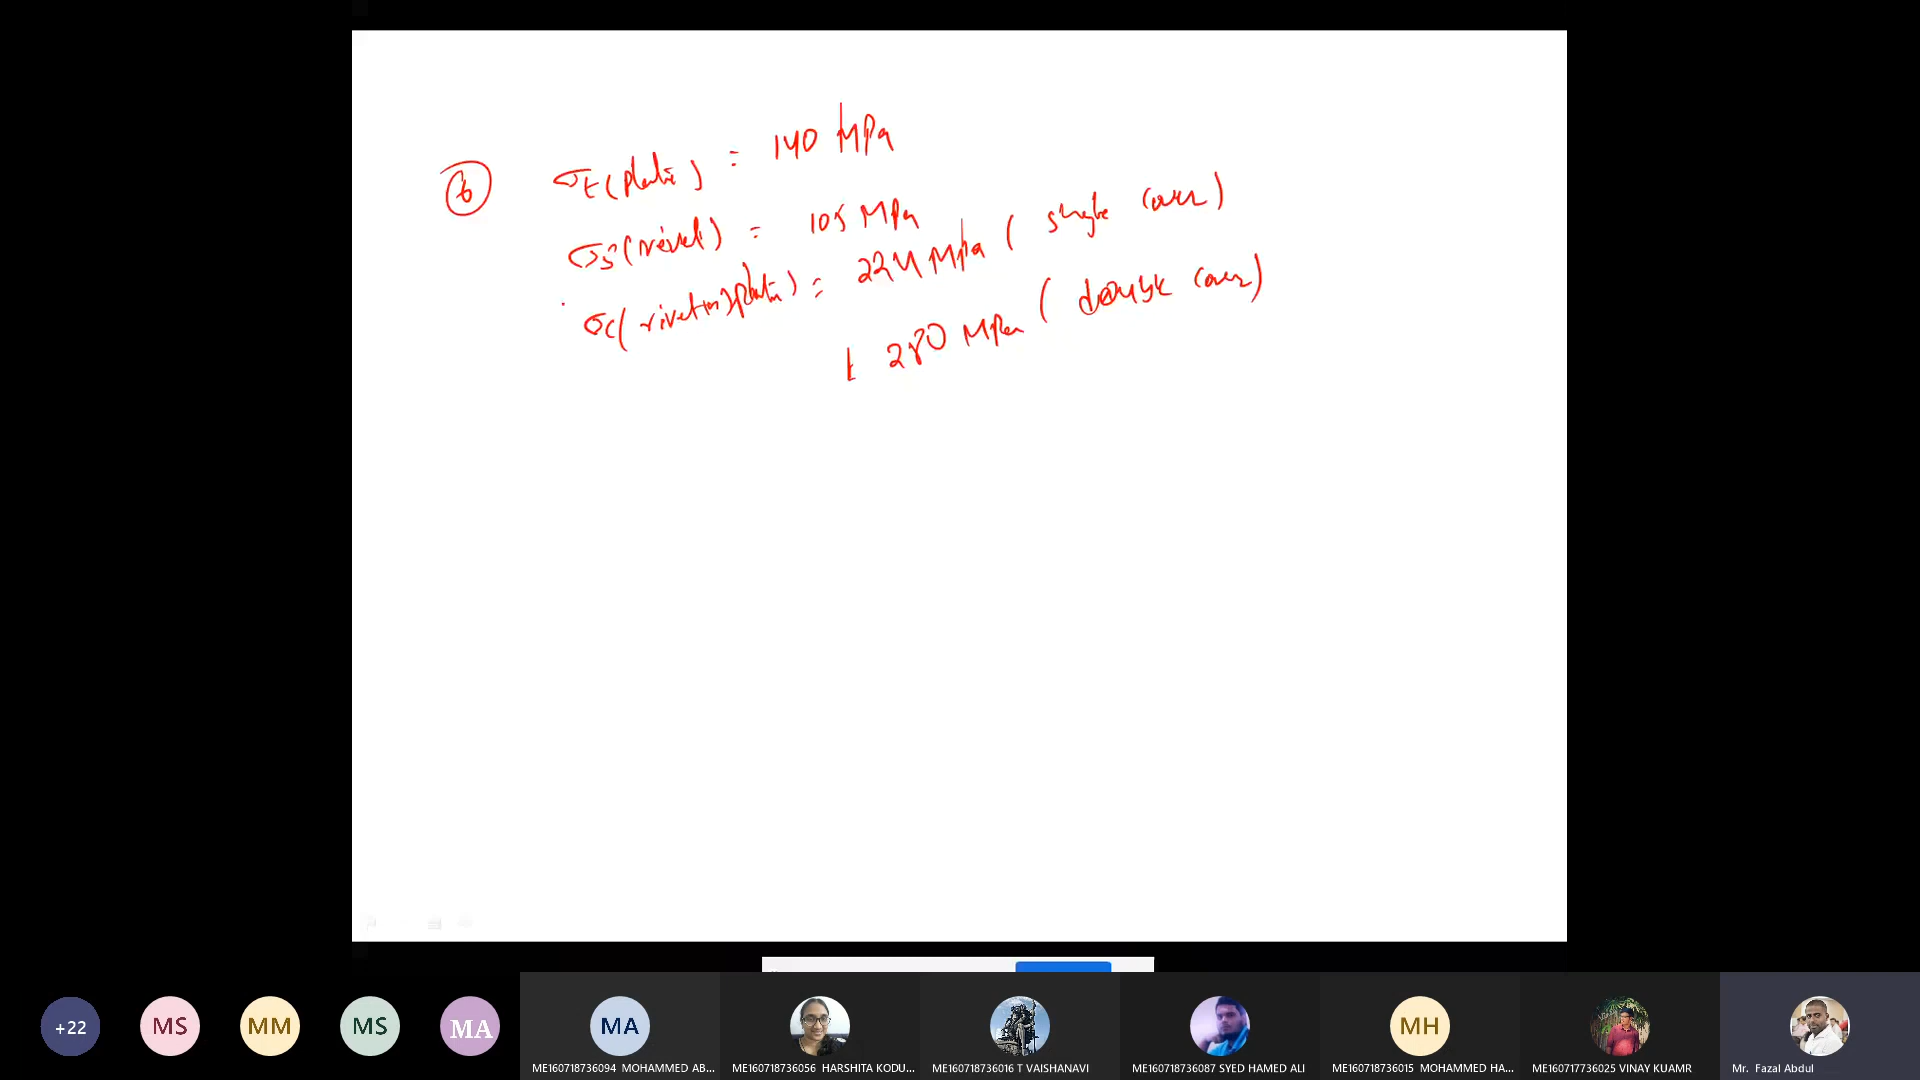 6 σt(plate) = 140 MPa
σs(rivet) = 105 MPa
σc(rivet) plate) = 224 MPa ( single cover )
280 MPa ( double cover )
+22
MS
MM
MS
MA
MA
MH
ME160718736094 MOHAMMED AB...
ME160718736056 HARSHITA KODU...
ME160718736016 T VAISHANAVI
ME160718736087 SYED HAMED ALI
ME160718736015 MOHAMMED HA...
ME160717736025 VINAY KUAMR
Mr. Fazal Abdul